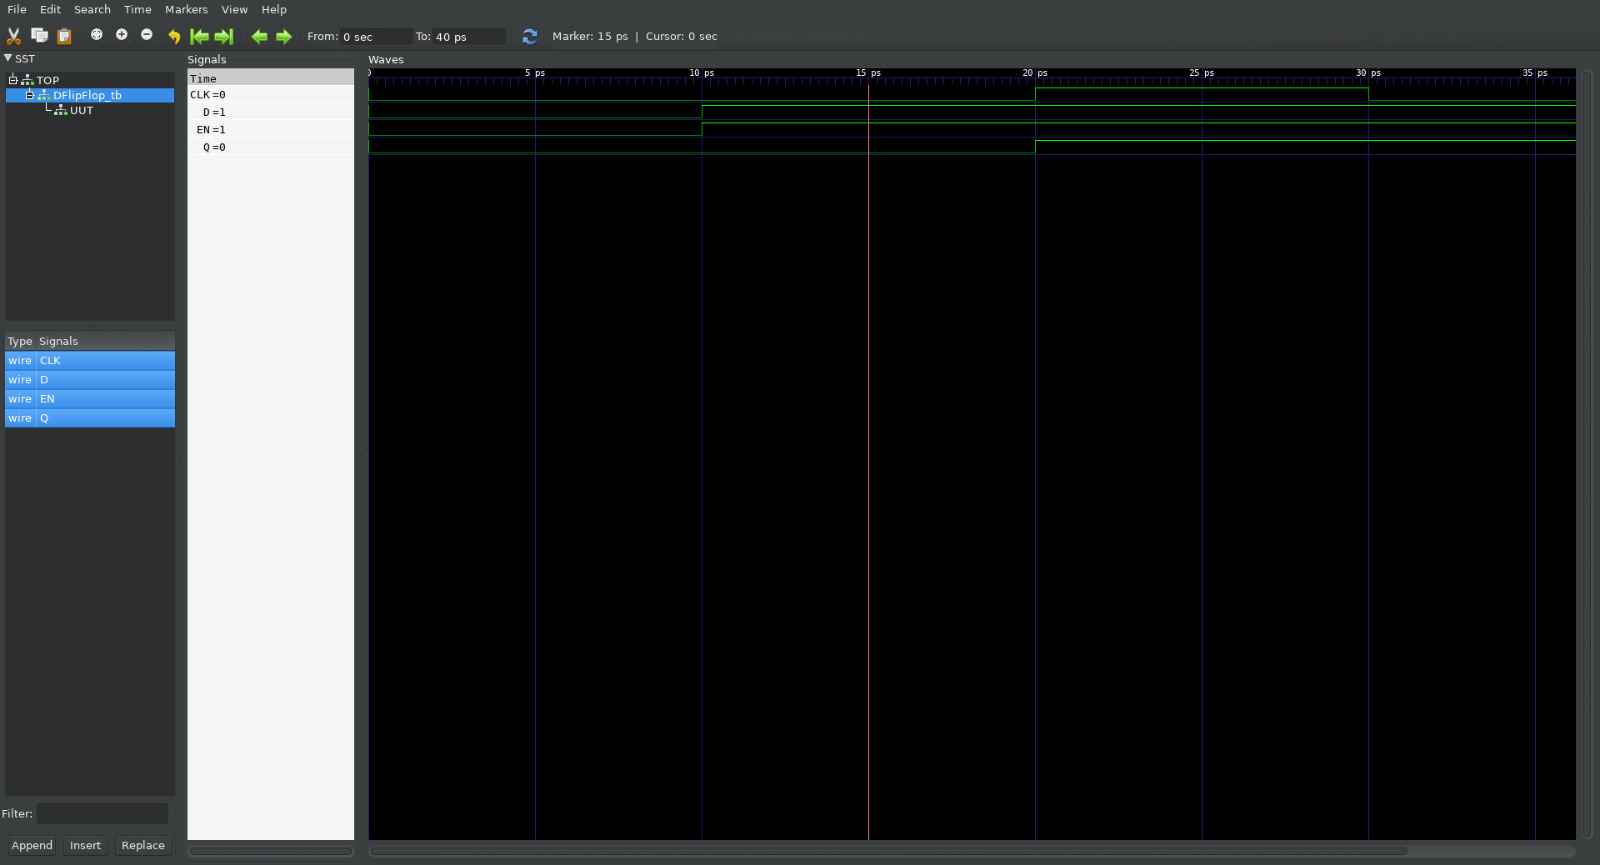 File Edit Search Time Markers View Help
From: 0 sec To: 40 ps Marker: 15 ps | Cursor: 0 sec
SST
TOP
DFlipFlop_tb
UUT
Type Signals
wire CLK
wire D
wire EN
wire Q
Filter:
Append Insert Replace
Signals
Time
CLK=0
D=1
EN=1
Q=0
Waves
0 5 ps 10 ps 15 ps 20 ps 25 ps 30 ps 35 ps